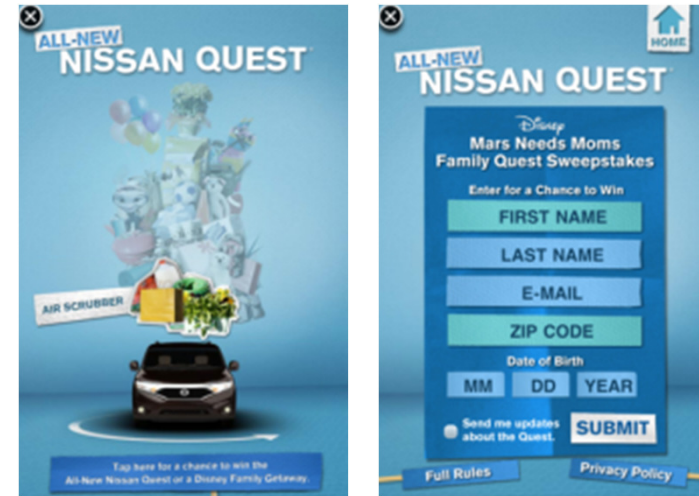 ALL-NEW
NISSAN QUEST
AIR SCRUBBER
Tap here for a chance to win the
All-New Nissan Quest or a Disney Family Getaway.
HOME
ALL-NEW
NISSAN QUEST
Disney
Mars Needs Moms
Family Quest Sweepstakes
Enter for a Chance to Win
FIRST NAME
LAST NAME
E-MAIL
ZIP CODE
Date of Birth
MM DD YEAR
Send me updates
about the Quest.
SUBMIT
Full Rules
Privacy Policy